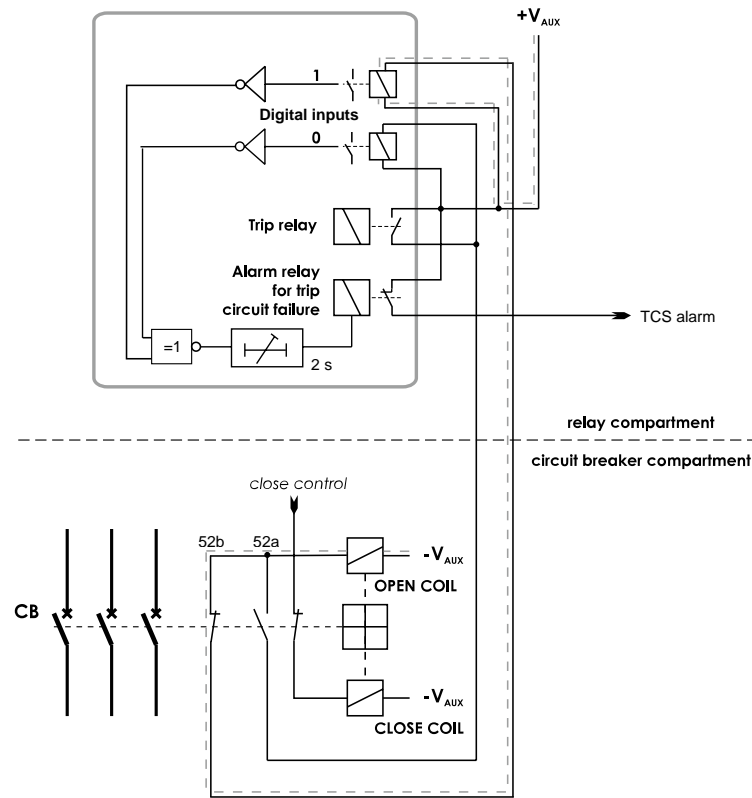 +VAUX
1
Digital inputs
0
Trip relay
Alarm relay
for trip
circuit failure
=1
2 s
TCS alarm
relay compartment
circuit breaker compartment
close control
52b
52a
-VAUX
OPEN COIL
CB
-VAUX
CLOSE COIL